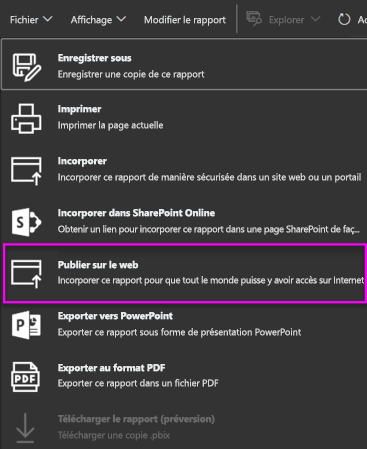 Fichier Affichage Modifier le rapport Explorer Ac
Enregistrer sous
Enregistrer une copie de ce rapport
Imprimer
Imprimer la page actuelle
Incorporer
Incorporer ce rapport de manière sécurisée dans un site web ou un portail
Incorporer dans SharePoint Online
Obtenir un lien pour incorporer ce rapport dans une page SharePoint de faç...
Publier sur le web
Incorporer ce rapport pour que tout le monde puisse y avoir accès sur Internet
Exporter vers PowerPoint
Exporter ce rapport sous forme de présentation PowerPoint
Exporter au format PDF
PDF
Exporter ce rapport dans un fichier PDF
Télécharger le rapport (préversion)
Télécharger une copie .pbix